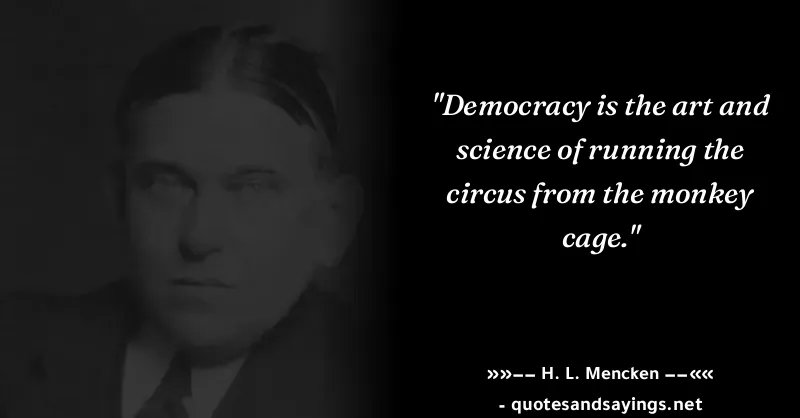 "Democracy is the art and
science of running the
circus from the monkey
cage."
»»–– H. L. Mencken ––««
- quotesandsayings.net